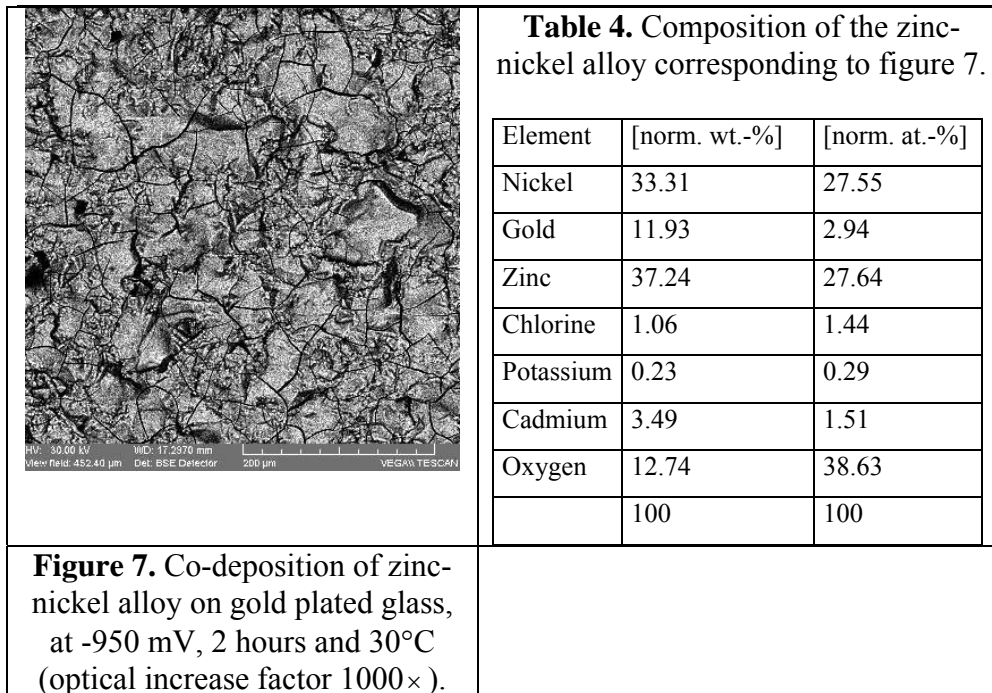 HV: 30.00 kV WD: 17.2970 mm
View field: 452.40 µm Det: BSE Detector 200 µm VEGA\\ TESCAN
Figure 7. Co-deposition of zinc-
nickel alloy on gold plated glass,
at -950 mV, 2 hours and 30°C
(optical increase factor 1000× ).
Table 4. Composition of the zinc-
nickel alloy corresponding to figure 7.
Element [norm. wt.-%] [norm. at.-%]
Nickel 33.31 27.55
Gold 11.93 2.94
Zinc 37.24 27.64
Chlorine 1.06 1.44
Potassium 0.23 0.29
Cadmium 3.49 1.51
Oxygen 12.74 38.63
100 100